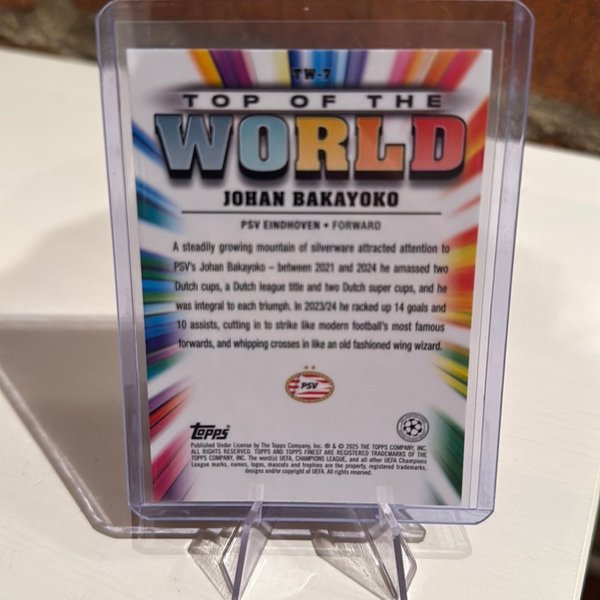 TW-7
TOP OF THE
WORLD
JOHAN BAKAYOKO
PSV EINDHOVEN • FORWARD
A steadily growing mountain of silverware attracted attention to
PSV's Johan Bakayoko – between 2021 and 2024 he amassed two
Dutch cups, a Dutch league title and two Dutch super cups, and he
was integral to each triumph. In 2023/24 he racked up 14 goals and
10 assists, cutting in to strike like modern football's most famous
forwards, and whipping crosses in like an old fashioned wing wizard.
PSV
Topps
Published Under License by The Topps Company, Inc. ® & © 2025 THE TOPPS COMPANY, INC.
ALL RIGHTS RESERVED. TOPPS AND TOPPS FINEST ARE REGISTERED TRADEMARKS OF THE
TOPPS COMPANY, INC. The word(s) UEFA, CHAMPIONS LEAGUE, and all other UEFA Champions
League marks, names, logos, mascots and trophies are the property, registered trademarks,
designs and/or copyright of UEFA. All rights reserved.